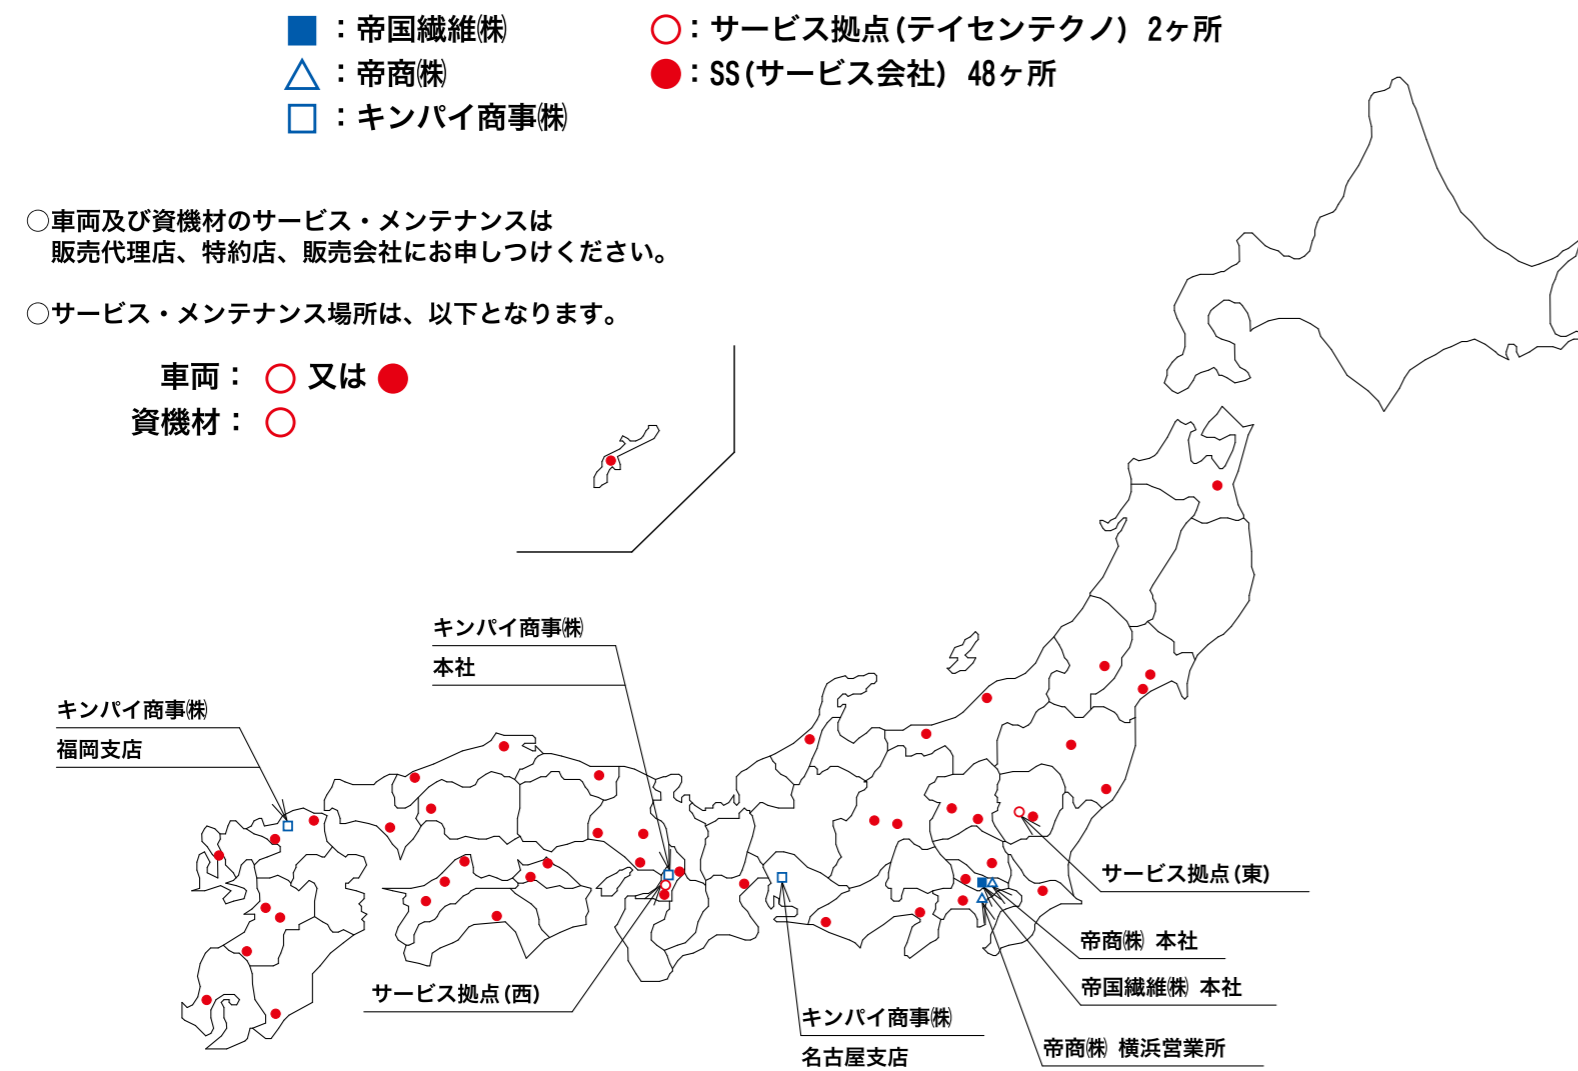 ■：帝国繊維㈱
△：帝商㈱
□：キンパイ商事㈱
○：サービス拠点(テイセンテクノ) 2ヶ所
●：SS(サービス会社) 48ヶ所
○車両及び資機材のサービス・メンテナンスは
販売代理店、特約店、販売会社にお申しつけください。
○サービス・メンテナンス場所は、以下となります。
車両：○又は●
資機材：○
キンパイ商事㈱
本社
キンパイ商事㈱
福岡支店
サービス拠点(西)
キンパイ商事㈱
名古屋支店
サービス拠点(東)
帝商㈱ 本社
帝国繊維㈱ 本社
帝商㈱ 横浜営業所